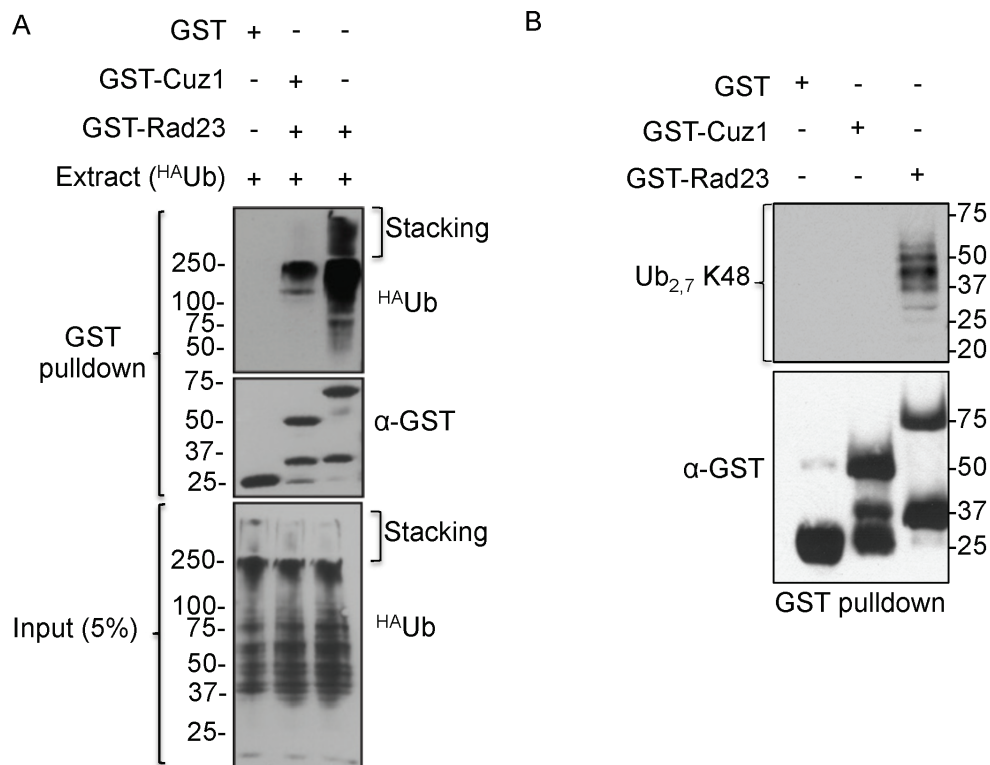 A
GST + - -
GST-Cuz1 - + -
GST-Rad23 - + +
Extract (HAUb) + + +
Stacking
250-
100-
75-
50-
HAUb
GST
pulldown
75-
50-
37-
25-
α-GST
Stacking
250-
100-
75-
50-
37-
25-
HAUb
Input (5%)
B
GST + - -
GST-Cuz1 - + -
GST-Rad23 - - +
Ub2,7 K48
-75
-50
-37
-25
-20
α-GST
-75
-50
-37
-25
GST pulldown